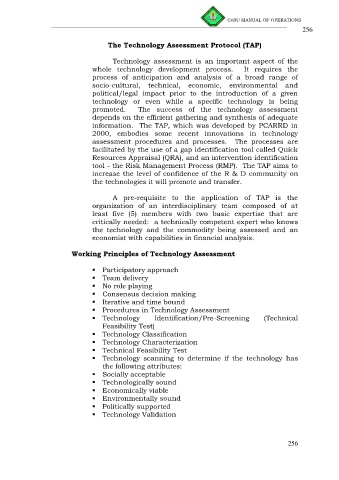 CvSU MANUAL OF OPERATIONS
256
The Technology Assessment Protocol (TAP)
Technology assessment is an important aspect of the
whole technology development process. It requires the
process of anticipation and analysis of a broad range of
socio-cultural, technical, economic, environmental and
political/legal impact prior to the introduction of a given
technology or even while a specific technology is being
promoted. The success of the technology assessment
depends on the efficient gathering and synthesis of adequate
information. The TAP, which was developed by PCARRD in
2000, embodies some recent innovations in technology
assessment procedures and processes. The processes are
facilitated by the use of a gap identification tool called Quick
Resources Appraisal (QRA), and an intervention identification
tool – the Risk Management Process (RMP). The TAP aims to
increase the level of confidence of the R & D community on
the technologies it will promote and transfer.
A pre-requisite to the application of TAP is the
organization of an interdisciplinary team composed of at
least five (5) members with two basic expertise that are
critically needed: a technically competent expert who knows
the technology and the commodity being assessed and an
economist with capabilities in financial analysis.
Working Principles of Technology Assessment
▪ Participatory approach
▪ Team delivery
▪ No role playing
▪ Consensus decision making
▪ Iterative and time bound
▪ Procedures in Technology Assessment
▪ Technology Identification/Pre-Screening (Technical
Feasibility Test)
▪ Technology Classification
▪ Technology Characterization
▪ Technical Feasibility Test
▪ Technology scanning to determine if the technology has
the following attributes:
▪ Socially acceptable
▪ Technologically sound
▪ Economically viable
▪ Environmentally sound
▪ Politically supported
▪ Technology Validation
256